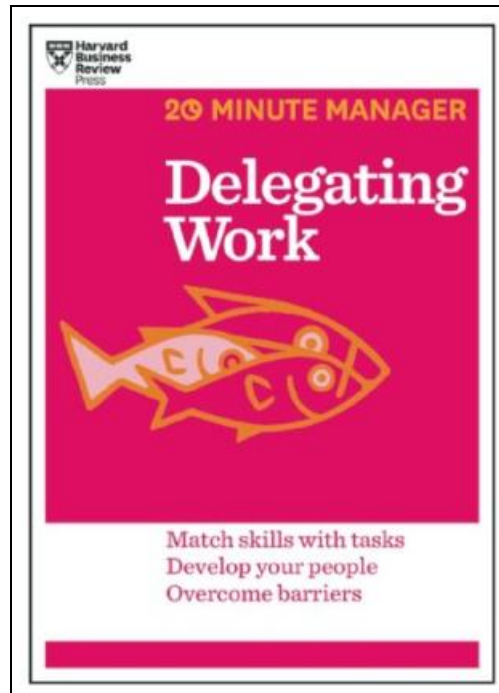 Harvard
Business
Review
Press
20 MINUTE MANAGER
Delegating
Work
Match skills with tasks
Develop your people
Overcome barriers